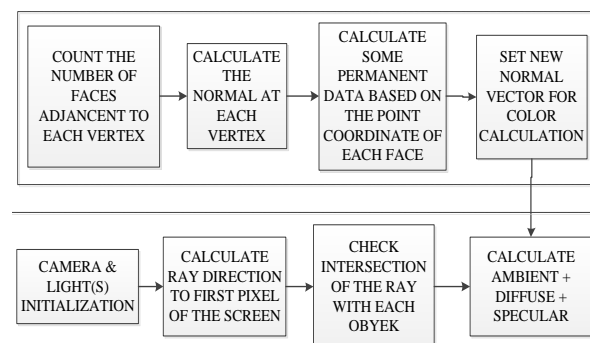 COUNT THE
NUMBER OF
FACES
ADJANCENT TO
EACH VERTEX
CALCULATE
THE
NORMAL AT
EACH
VERTEX
CALCULATE
SOME
PERMANENT
DATA BASED ON
THE POINT
COORDINATE OF
EACH FACE
SET NEW
NORMAL
VECTOR FOR
COLOR
CALCULATION
CAMERA &
LIGHT(S)
INITIALIZATION
CALCULATE
RAY DIRECTION
TO FIRST PIXEL
OF THE SCREEN
CHECK
INTERSECTION
OF THE RAY
WITH EACH
OBYEK
CALCULATE
AMBIENT +
DIFFUSE +
SPECULAR